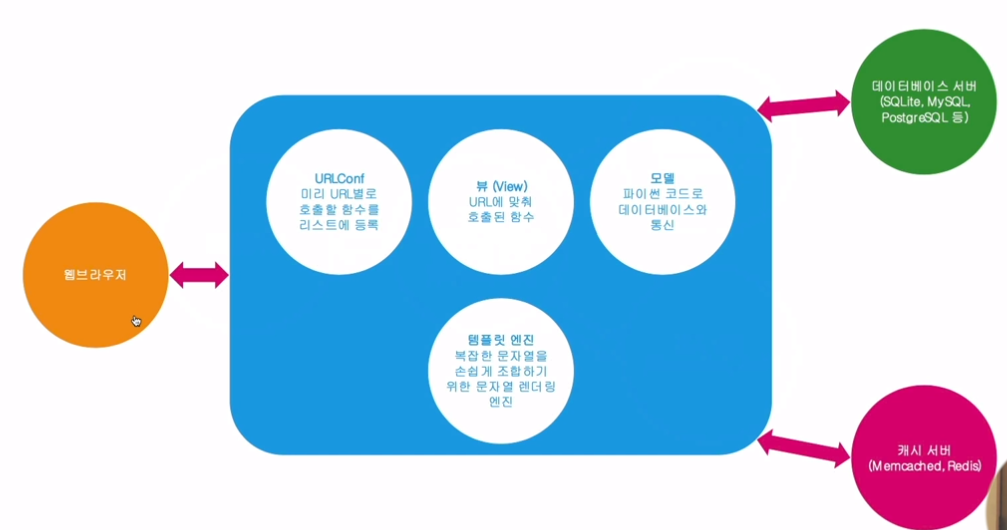 데이터베이스 서버
(SQLite, MySQL,
PostgreSQL 등)
URLConf
미리 URL별로
호출할 함수를
리스트에 등록
뷰 (View)
URL에 맞춰
호출된 함수
모델
파이썬 코드로
데이터베이스와
통신
웹브라우저
템플릿 엔진
복잡한 문자열을
손쉽게 조합하기
위한 문자열 렌더링
엔진
캐시 서버
(Memcached, Redis)